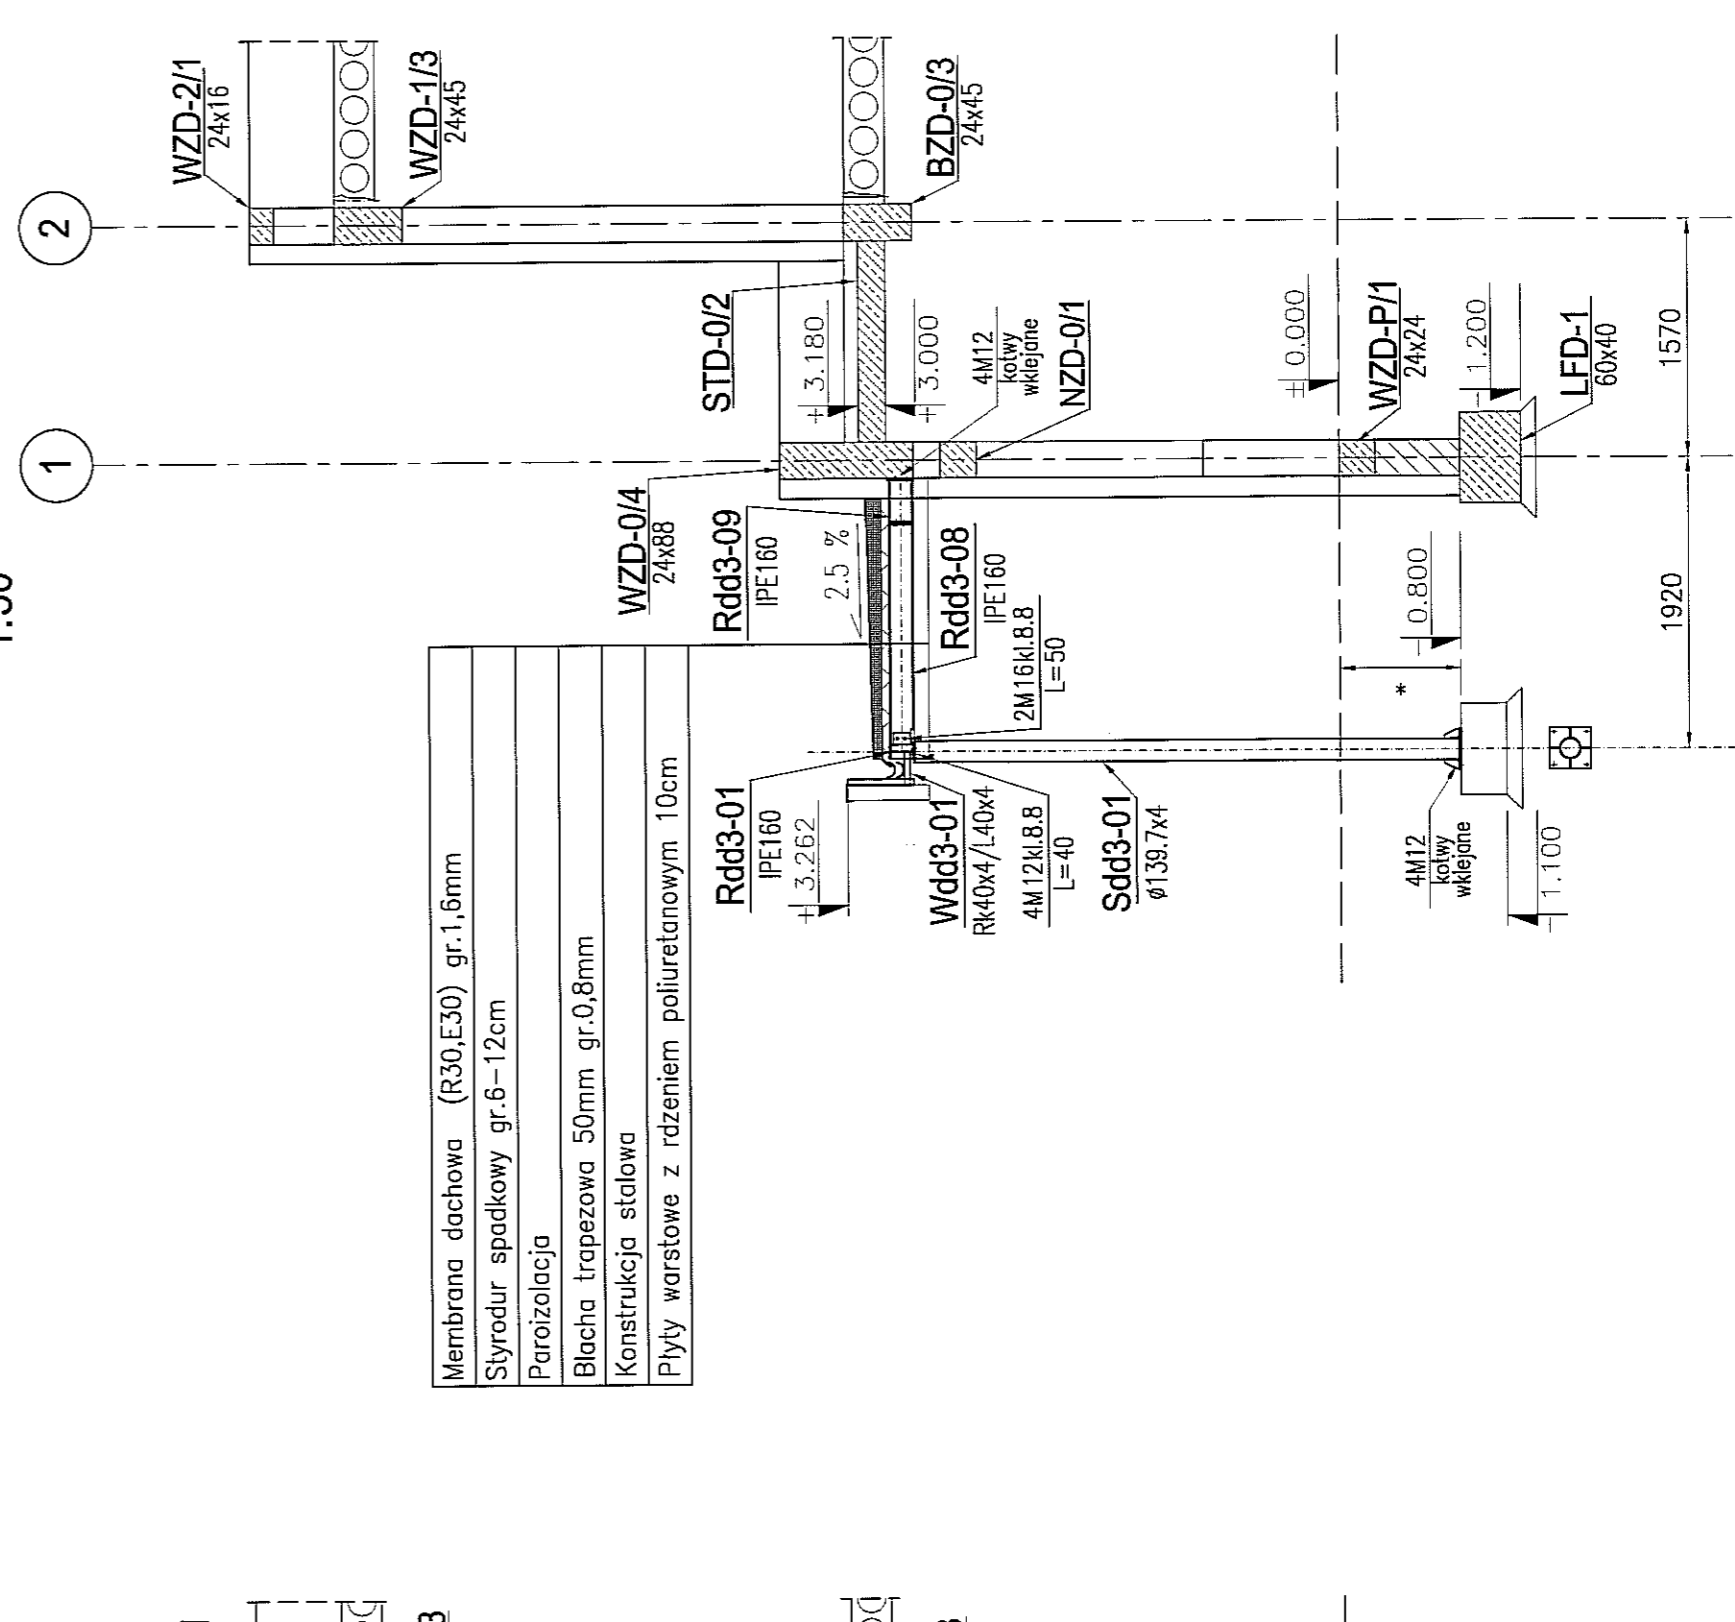 1:50
2
1
WZD-2/1
24x16
WZD-1/3
24x45
BZD-0/3
24x45
STD-0/2
+3.180
+3.000
4M12
kotwy
wklejane
NZD-0/1
±0.000
WZD-P/1
24x24
-1.200
LFD-1
60x40
1570
WZD-0/4
24x88
Rdd3-09
IPE160
2.5 %
Rdd3-08
IPE160
2M16kl.8.8
L=50
-0.800
*
1920
Rdd3-01
IPE160
+3.262
Wdd3-01
Rk40x4/L40x4
4M12kl.8.8
L=40
Sdd3-01
ø139.7x4
4M12
kotwy
wklejane
-1.100
Membrana dachowa (R30,E30) gr.1,6mm
Styrodur spadkowy gr.6-12cm
Paroizolacja
Blacha trapezowa 50mm gr.0,8mm
Konstrukcja stalowa
Płyty warstowe z rdzeniem poliuretanowym 10cm